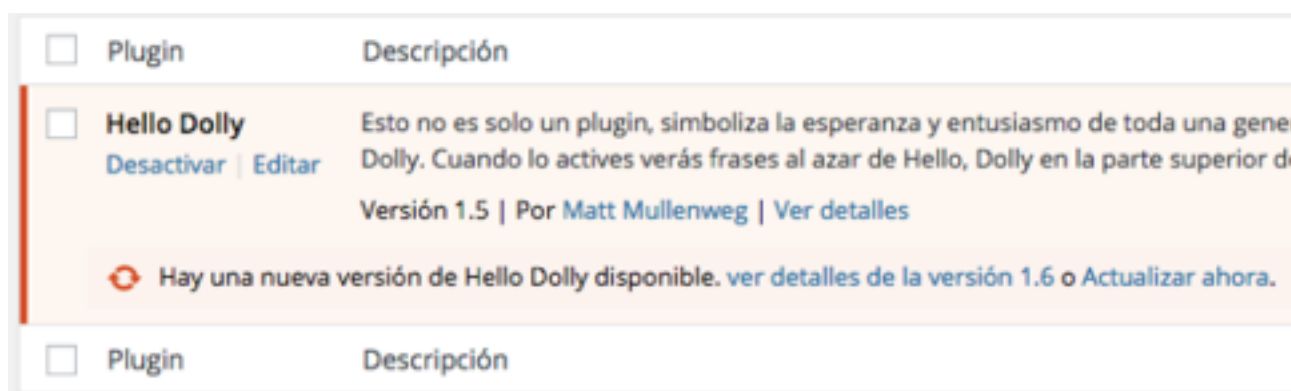 Plugin Descripción
Hello Dolly Esto no es solo un plugin, simboliza la esperanza y entusiasmo de toda una
Desactivar | Editar Dolly. Cuando lo actives verás frases al azar de Hello, Dolly en la parte superior
Versión 1.5 | Por Matt Mullenweg | Ver detalles
Hay una nueva versión de Hello Dolly disponible. ver detalles de la versión 1.6 o Actualizar ahora.
Plugin Descripción